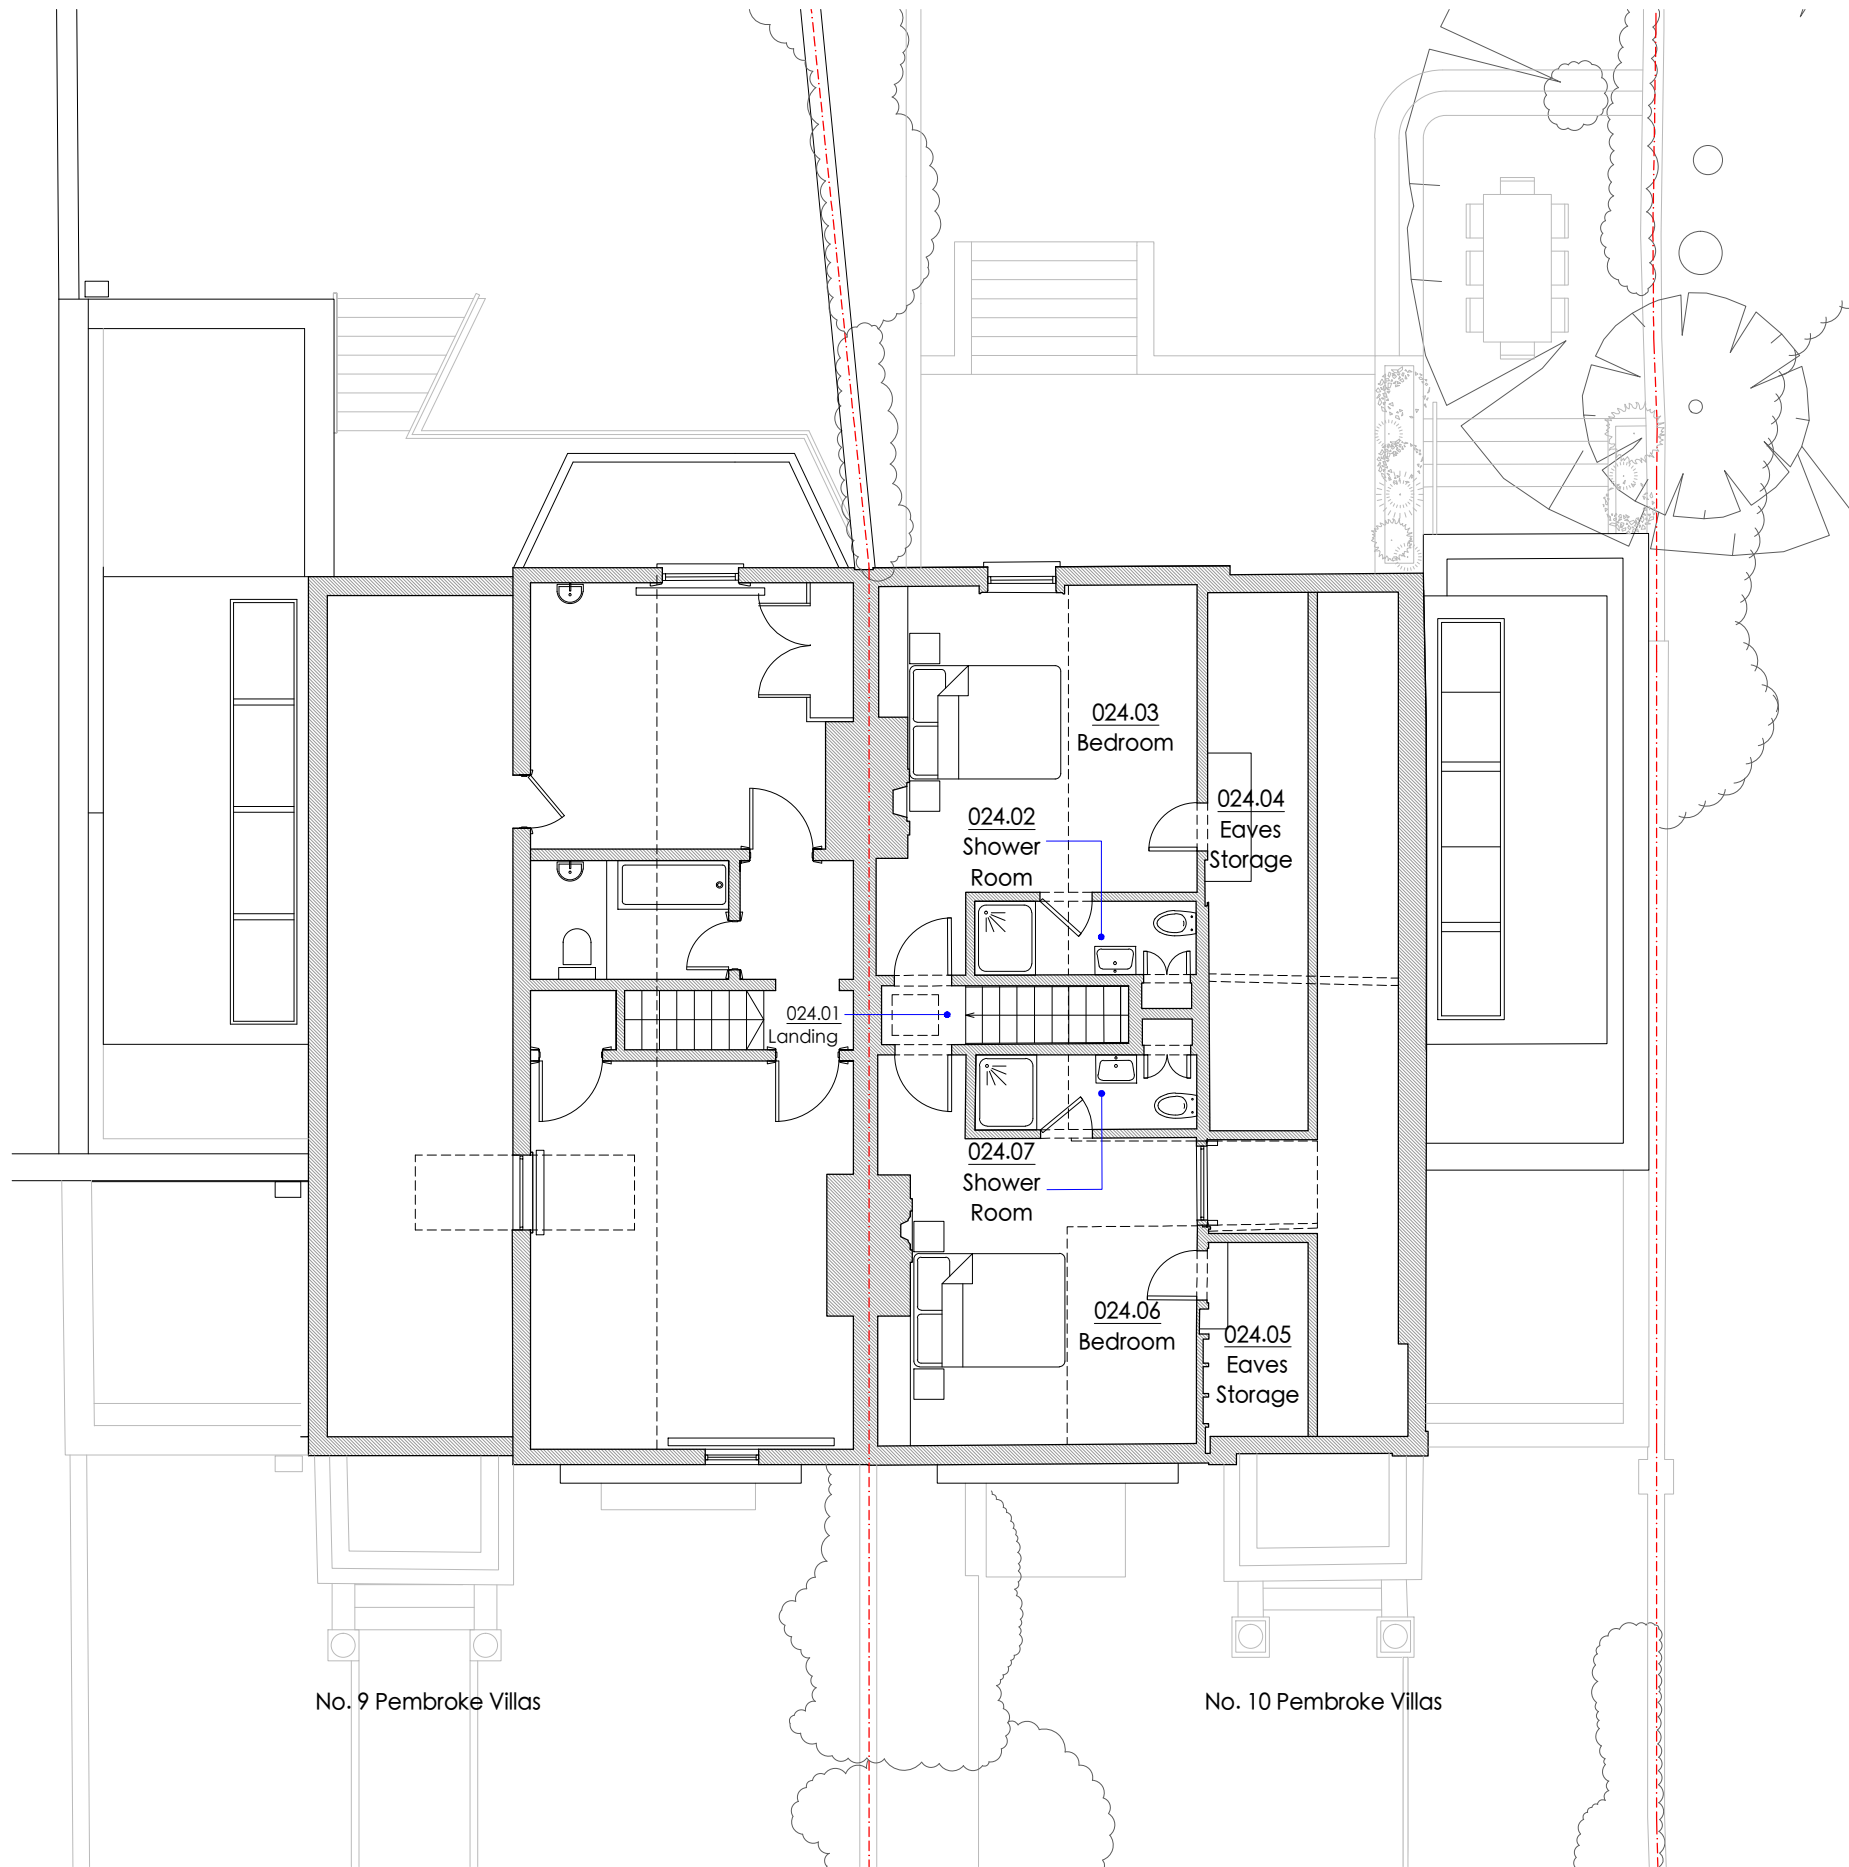 024.03
Bedroom
024.02
Shower
Room
024.04
Eaves
Storage
024.01
Landing
024.07
Shower
Room
024.06
Bedroom
024.05
Eaves
Storage
No. 9 Pembroke Villas
No. 10 Pembroke Villas